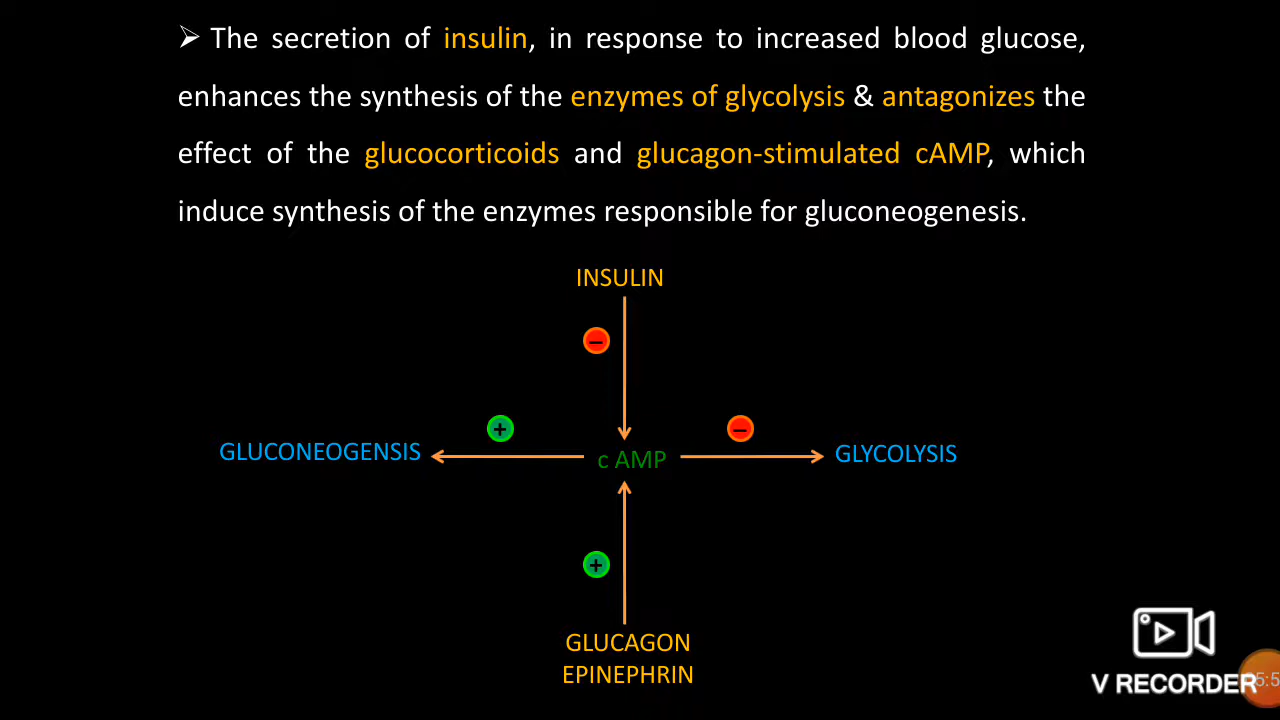 ➢ The secretion of insulin, in response to increased blood glucose,
enhances the synthesis of the enzymes of glycolysis & antagonizes the
effect of the glucocorticoids and glucagon-stimulated cAMP, which
induce synthesis of the enzymes responsible for gluconeogenesis.
INSULIN
–
+
–
GLUCONEOGENSIS
c AMP
GLYCOLYSIS
+
GLUCAGON
EPINEPHRIN
V RECORDER